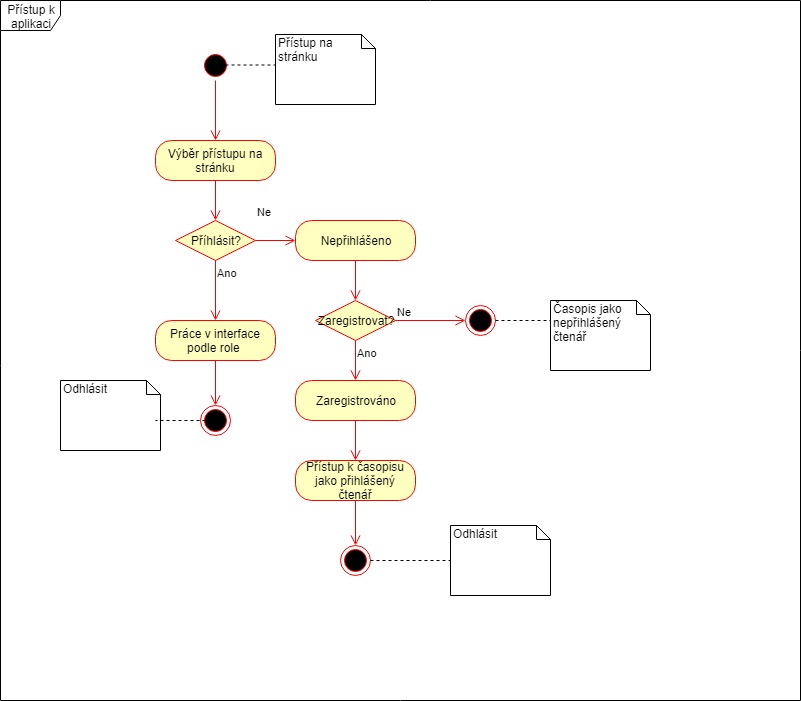 Přístup k
aplikaci
Přístup na
stránku
Výběr přístupu na
stránku
Ne
Příhlásit?
Nepřihlášeno
Ano
Časopis jako
nepřihlášený
čtenář
Ne
Zaregistrovat?
Práce v interface
podle role
Ano
Odhlásit
Zaregistrováno
Přístup k časopisu
jako přihlášený
čtenář
Odhlásit